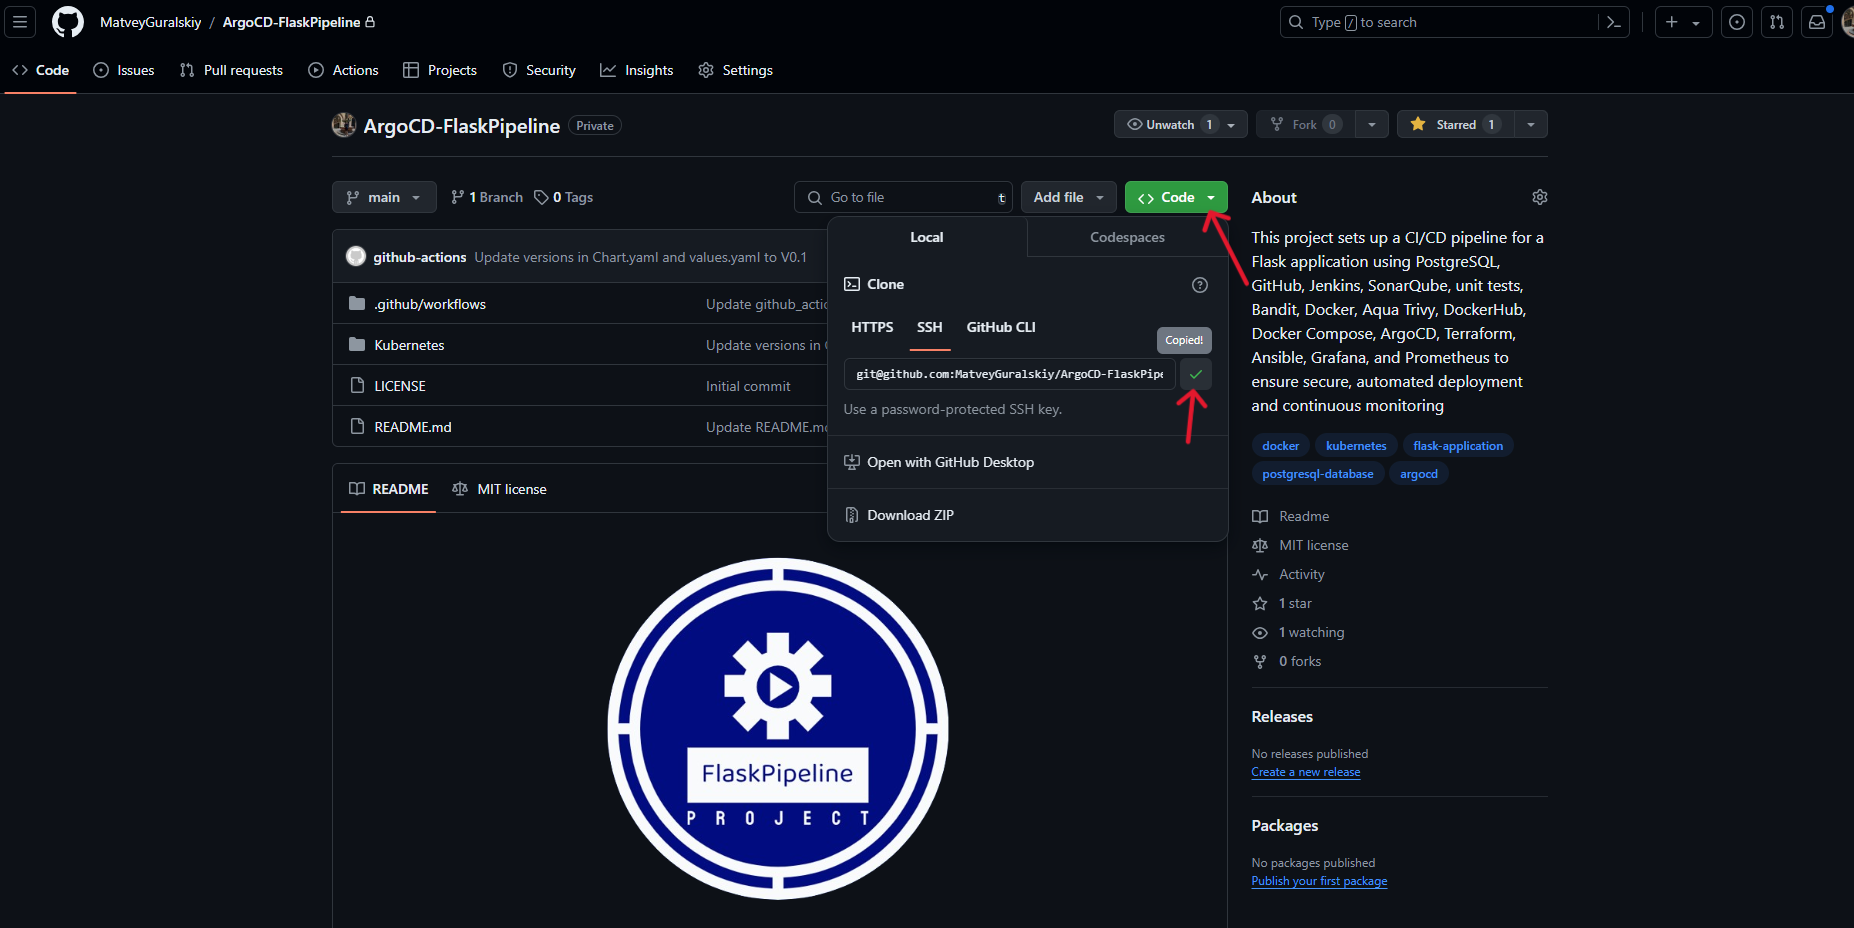 MatveyGuralskiy / ArgoCD-FlaskPipeline
Type / to search
Code Issues Pull requests Actions Projects Security Insights Settings
ArgoCD-FlaskPipeline Private
Unwatch 1 Fork 0 Starred 1
main 1 Branch 0 Tags
Go to file t
Add file
Code
github-actions Update versions in Chart.yaml and values.yaml to V0.1
.github/workflows Update github_actio
Kubernetes Update versions in
LICENSE Initial commit
README.md Update README.m
Local Codespaces
Clone
HTTPS SSH GitHub CLI
Copied!
git@github.com:MatveyGuralskiy/ArgoCD-FlaskPipe
Use a password-protected SSH key.
Open with GitHub Desktop
Download ZIP
README MIT license
FlaskPipeline
PROJECT
About
This project sets up a CI/CD pipeline for a
Flask application using PostgreSQL,
GitHub, Jenkins, SonarQube, unit tests,
Bandit, Docker, Aqua Trivy, DockerHub,
Docker Compose, ArgoCD, Terraform,
Ansible, Grafana, and Prometheus to
ensure secure, automated deployment
and continuous monitoring
docker kubernetes flask-application
postgresql-database argocd
Readme
MIT license
Activity
1 star
1 watching
0 forks
Releases
No releases published
Create a new release
Packages
No packages published
Publish your first package